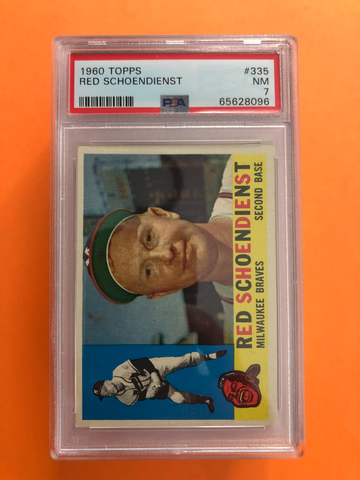 1960 TOPPS #335
RED SCHOENDIENST NM
7
PSA 65628096
RED SCHOENDIENST
MILWAUKEE BRAVES SECOND BASE
M